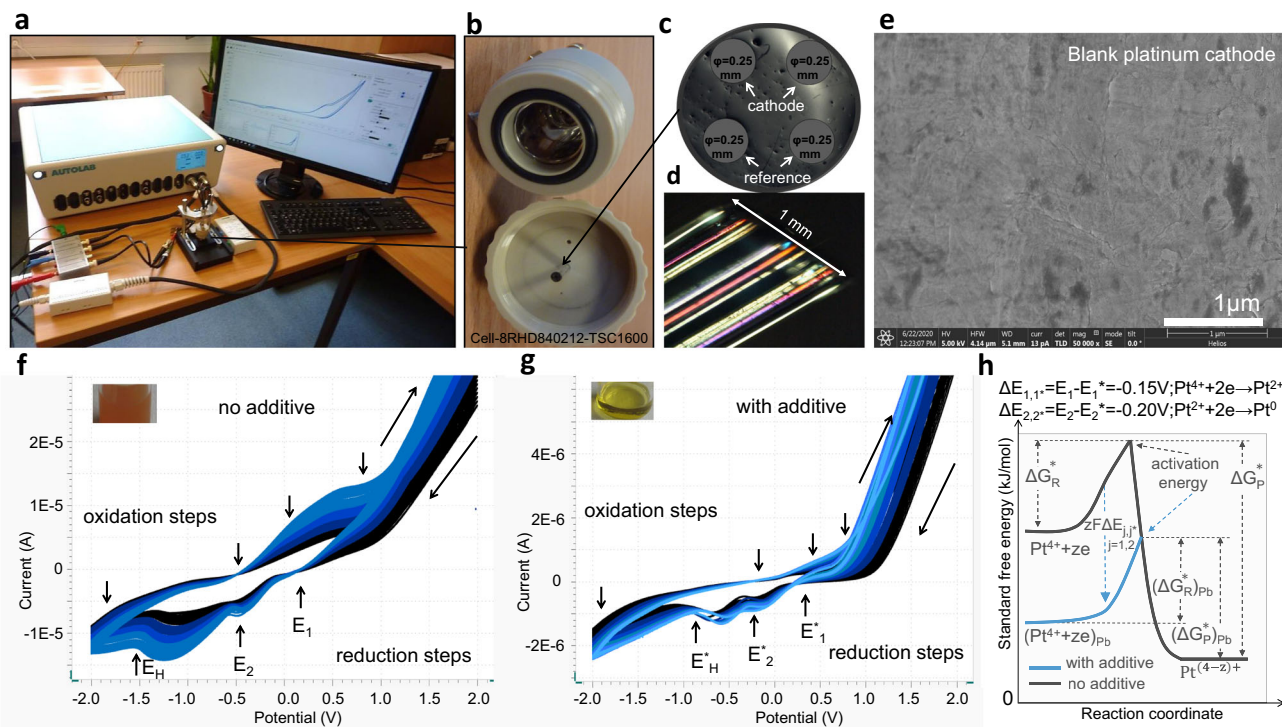 a
AUTOLAB
b
Cell-8RHD840212-TSC1600
c
φ=0.25 mm
φ=0.25 mm
cathode
φ=0.25 mm
φ=0.25 mm
reference
d
1 mm
e
Blank platinum cathode
1μm
6/22/2020 HV HFW WD curr det mag mode tilt 1 μm
12:23:07 PM 5.00 kV 4.14 μm 5.1 mm 13 pA TLD 50 000 x SE 0.0° Helios
f
no additive
oxidation steps
reduction steps
E1
E2
EH
Current (A)
2E-5
1E-5
0
-1E-5
-2.0 -1.5 -1.0 -0.5 0.0 0.5 1.0 1.5 2.0
Potential (V)
g
with additive
oxidation steps
reduction steps
E*1
E*2
E*H
Current (A)
4E-6
2E-6
0
-2E-6
-2.0 -1.5 -1.0 -0.5 0.0 0.5 1.0 1.5 2.0
Potential (V)
h
ΔE1,1*=E1-E1*=-0.15V;Pt4++2e→Pt2+
ΔE2,2*=E2-E2*=-0.20V;Pt2++2e→Pt0
Standard free energy (kJ/mol)
ΔG*R
activation energy
ΔG*P
Pt4++ze
zFΔEj,j*
j=1,2
(ΔG*R)Pb
(Pt4++ze)Pb
(ΔG*P)Pb
Pt(4−z)+
with additive
no additive
0
Reaction coordinate